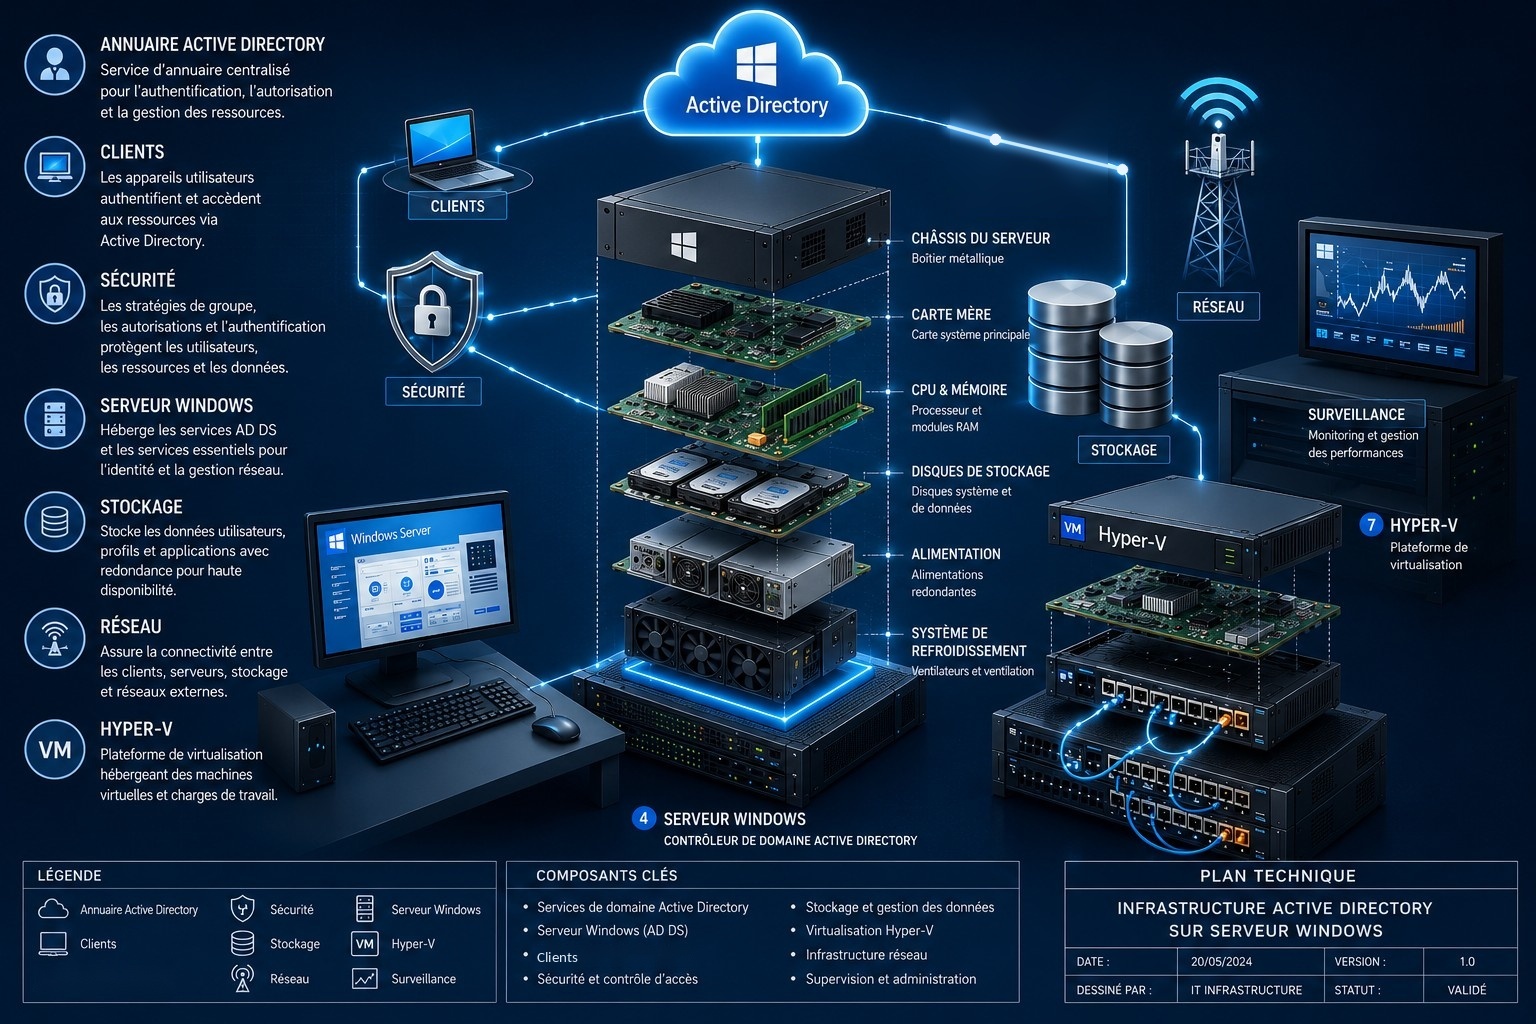 ANNUAIRE ACTIVE DIRECTORY
Service d'annuaire centralisé
pour l'authentification, l'autorisation
et la gestion des ressources.
CLIENTS
Les appareils utilisateurs
authentifient et accèdent
aux ressources via
Active Directory.
SÉCURITÉ
Les stratégies de groupe,
les autorisations et l'authentification
protègent les utilisateurs,
les ressources et les données.
SERVEUR WINDOWS
Héberge les services AD DS
et les services essentiels pour
l'identité et la gestion réseau.
STOCKAGE
Stocke les données utilisateurs,
profils et applications avec
redondance pour haute
disponibilité.
RÉSEAU
Assure la connectivité entre
les clients, serveurs, stockage
et réseaux externes.
VM
HYPER-V
Plateforme de virtualisation
hébergeant des machines
virtuelles et charges de travail.
Active Directory
CLIENTS
SÉCURITÉ
Windows Server
CHÂSSIS DU SERVEUR
Boîtier métallique
CARTE MÈRE
Carte système principale
CPU & MÉMOIRE
Processeur et
modules RAM
DISQUES DE STOCKAGE
Disques système et
de données
ALIMENTATION
Alimentations
redondantes
SYSTÈME DE
REFROIDISSEMENT
Ventilateurs et ventilation
4 SERVEUR WINDOWS
CONTRÔLEUR DE DOMAINE ACTIVE DIRECTORY
RÉSEAU
STOCKAGE
SURVEILLANCE
Monitoring et gestion
des performances
VM Hyper-V
7 HYPER-V
Plateforme de
virtualisation
LÉGENDE
Annuaire Active Directory
Clients
Sécurité
Stockage
Réseau
Serveur Windows
VM Hyper-V
Surveillance
COMPOSANTS CLÉS
• Services de domaine Active Directory
• Serveur Windows (AD DS)
• Clients
• Sécurité et contrôle d'accès
• Stockage et gestion des données
• Virtualisation Hyper-V
• Infrastructure réseau
• Supervision et administration
PLAN TECHNIQUE
INFRASTRUCTURE ACTIVE DIRECTORY
SUR SERVEUR WINDOWS
DATE : 20/05/2024 VERSION : 1.0
DESSINÉ PAR : IT INFRASTRUCTURE STATUT : VALIDÉ